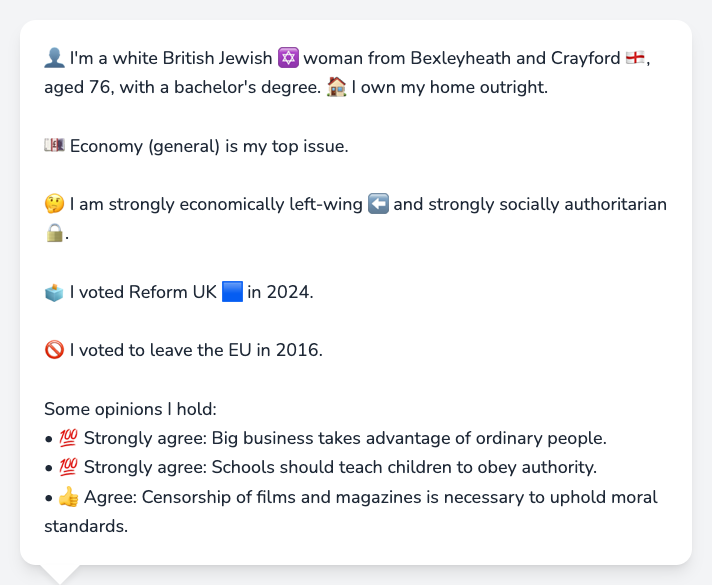 👤 I'm a white British Jewish ✡️ woman from Bexleyheath and Crayford 🏴󠁧󠁢󠁥󠁮󠁧󠁿,
aged 76, with a bachelor's degree. 🏠 I own my home outright.
💷 Economy (general) is my top issue.
🤔 I am strongly economically left-wing ⬅️ and strongly socially authoritarian
🔒.
🗳️ I voted Reform UK 🟦 in 2024.
🚫 I voted to leave the EU in 2016.
Some opinions I hold:
• 💯 Strongly agree: Big business takes advantage of ordinary people.
• 💯 Strongly agree: Schools should teach children to obey authority.
• 👍 Agree: Censorship of films and magazines is necessary to uphold moral
standards.